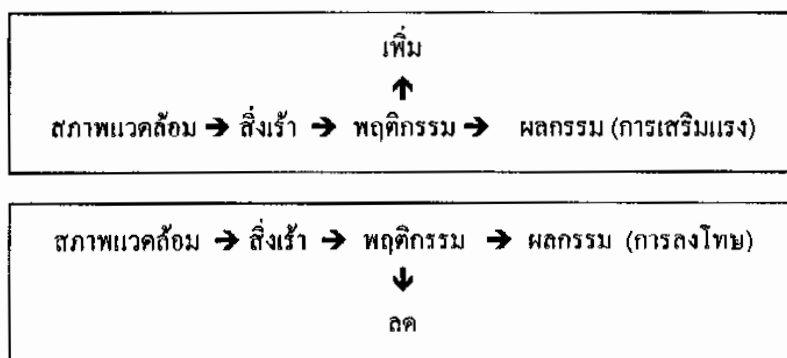 เพิ่ม
↑
สภาพแวดล้อม → สิ่งเร้า → พฤติกรรม → ผลกรรม (การเสริมแรง)
สภาพแวดล้อม → สิ่งเร้า → พฤติกรรม → ผลกรรม (การลงโทษ)
↓
ลด